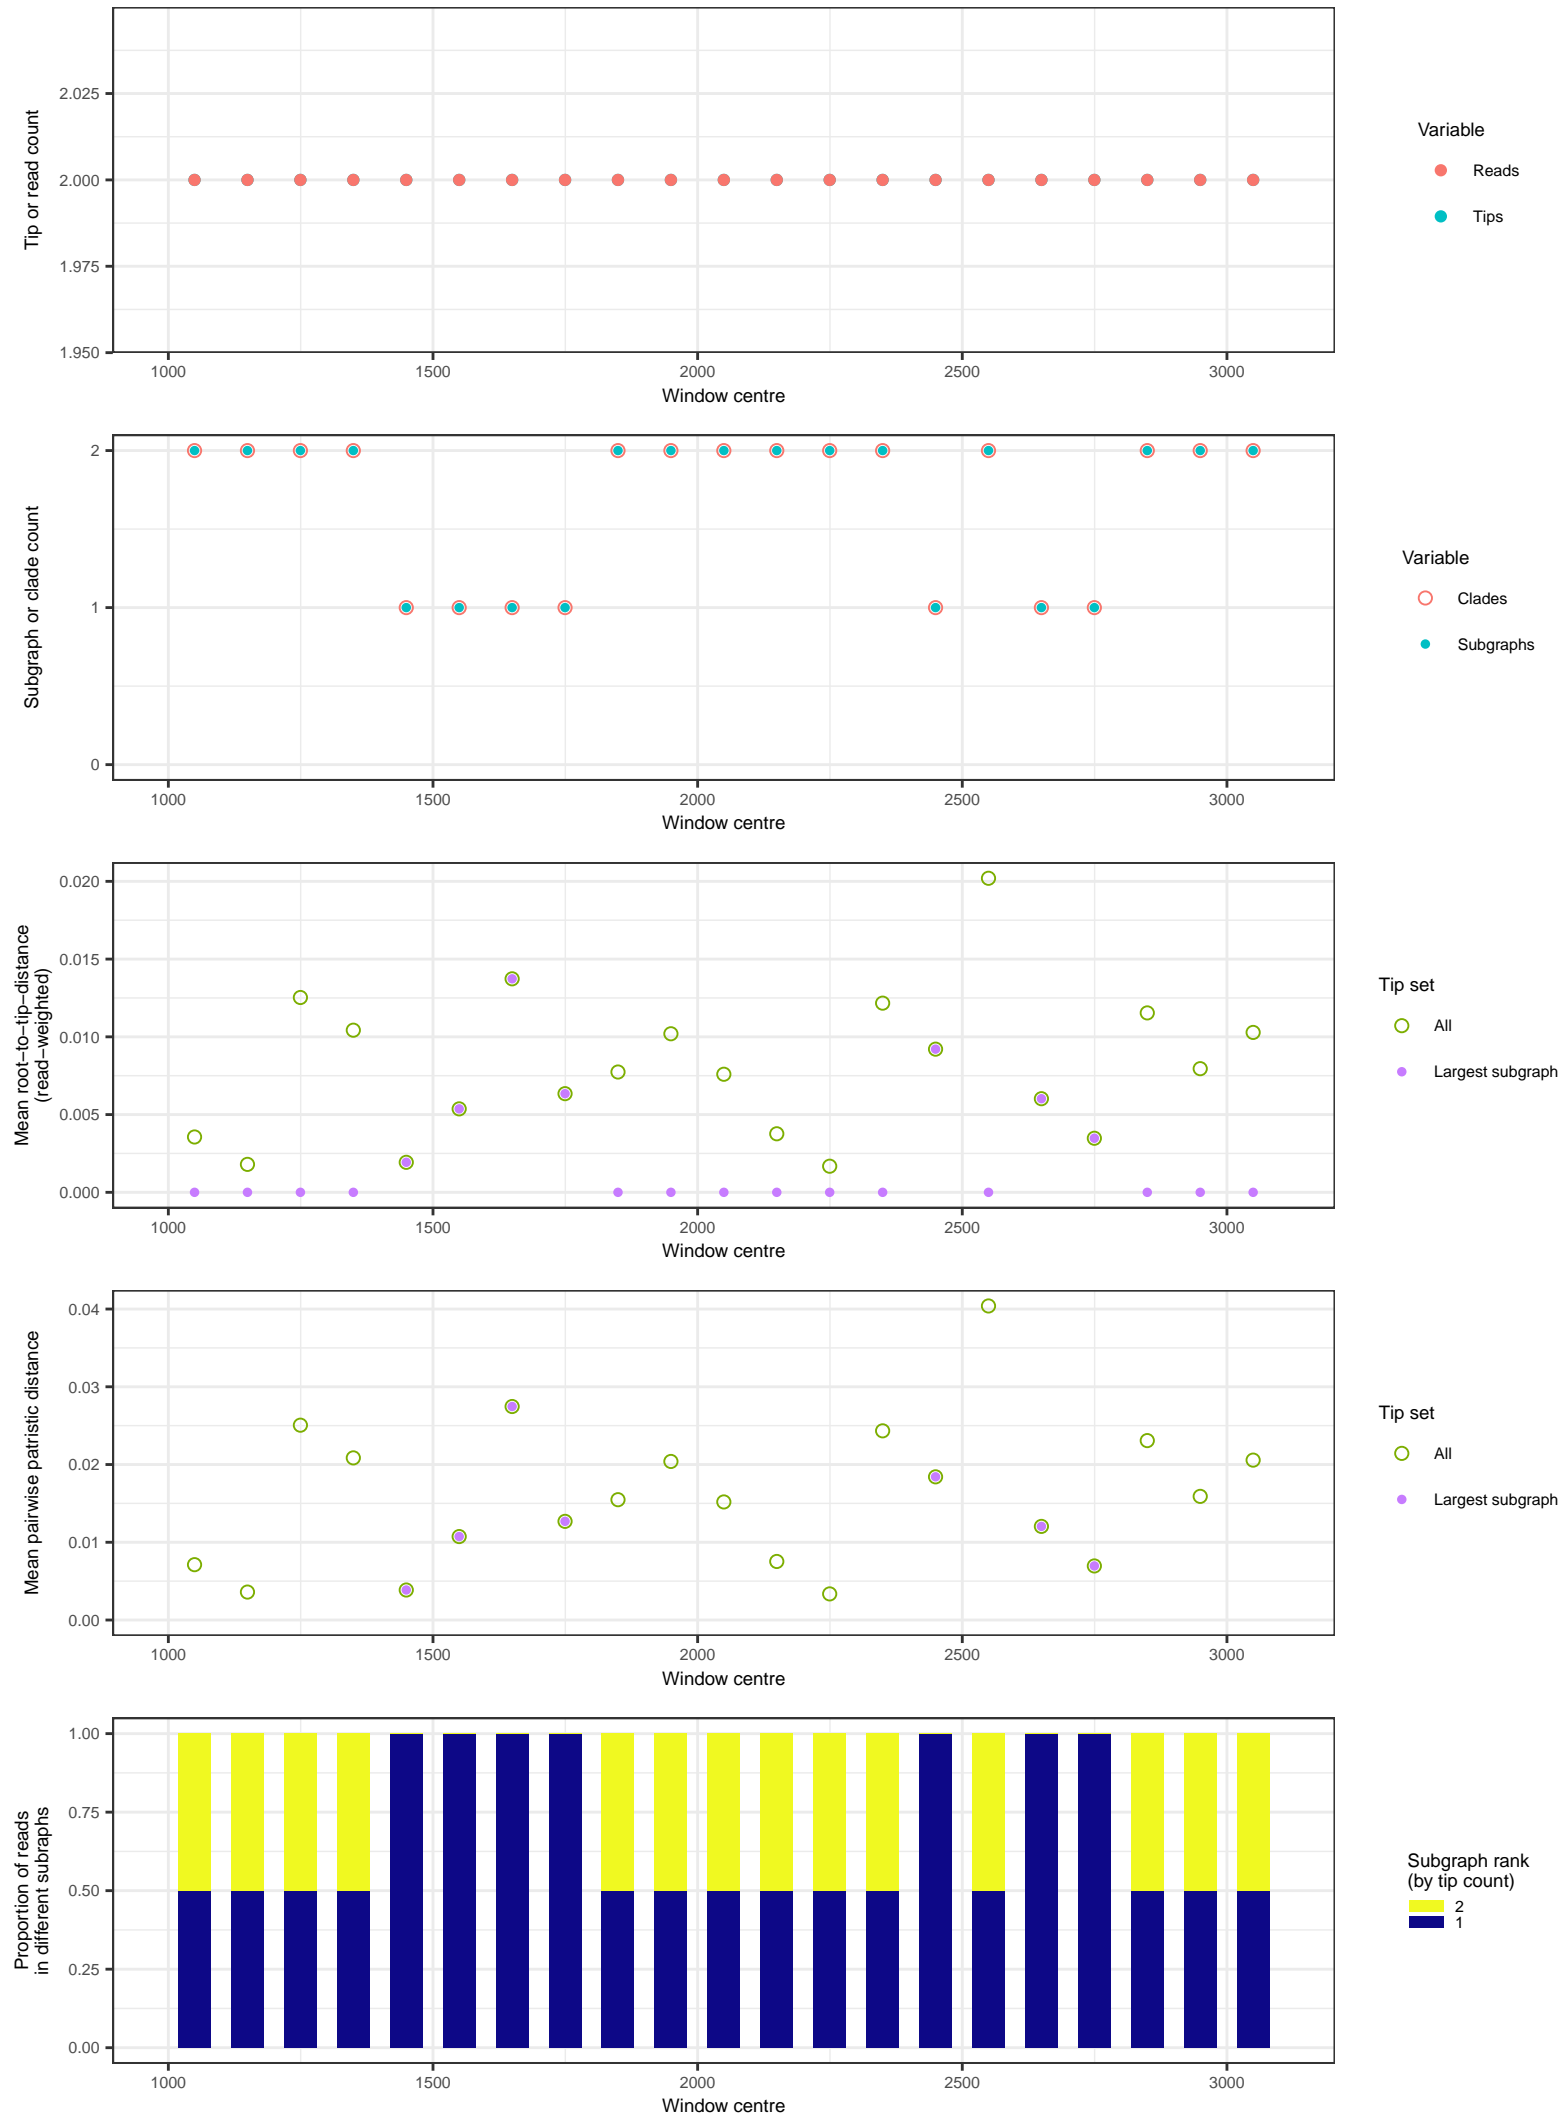 Tip or read count
2.025
2.000
1.975
1.950
1000 1500 2000 2500 3000
Window centre
Variable
Reads
Tips
Subgraph or clade count
2
1
0
1000 1500 2000 2500 3000
Window centre
Variable
Clades
Subgraphs
Mean root−to−tip−distance
(read−weighted)
0.020
0.015
0.010
0.005
0.000
1000 1500 2000 2500 3000
Window centre
Tip set
All
Largest subgraph
Mean pairwise patristic distance
0.04
0.03
0.02
0.01
0.00
1000 1500 2000 2500 3000
Window centre
Tip set
All
Largest subgraph
Proportion of reads
in different subraphs
1.00
0.75
0.50
0.25
0.00
1000 1500 2000 2500 3000
Window centre
Subgraph rank
(by tip count)
2
1